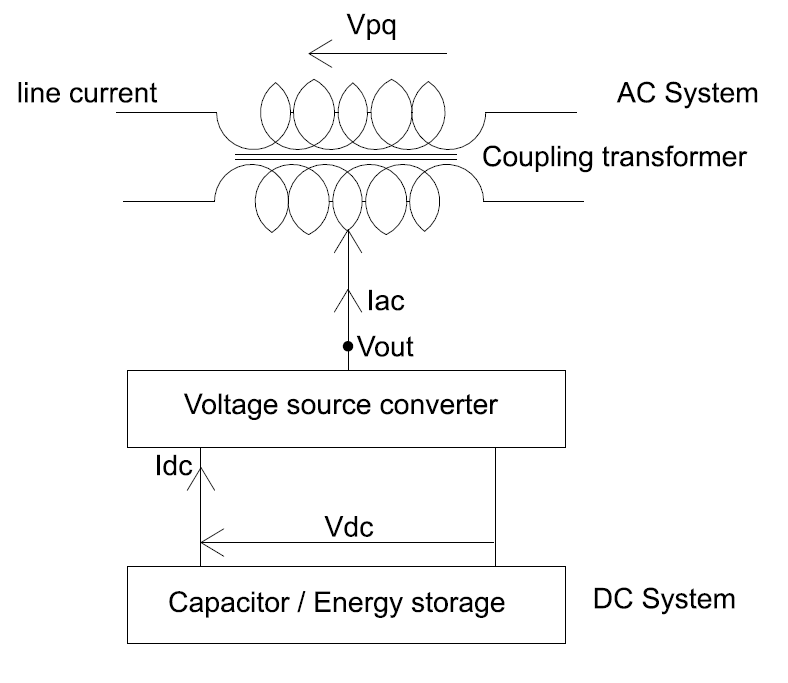 Vpq
line current
AC System
Coupling transformer
Iac
Vout
Voltage source converter
Idc
Vdc
Capacitor / Energy storage
DC System